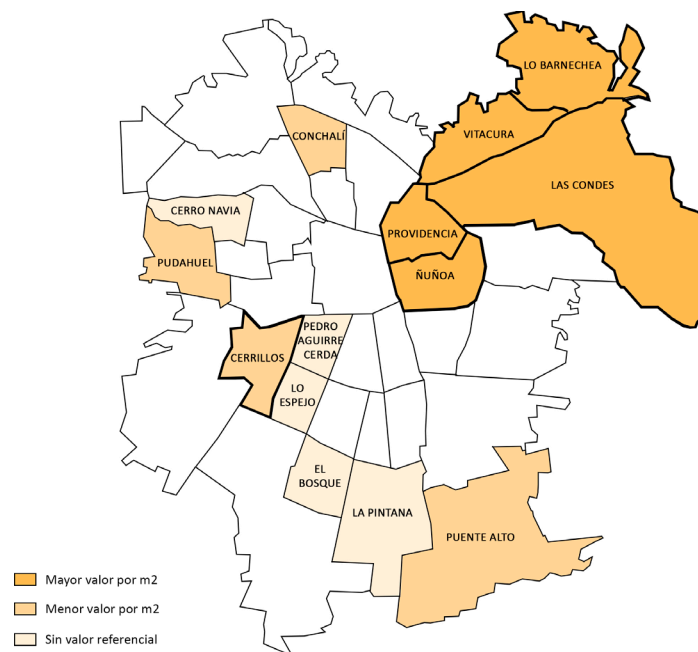 LO BARNECHEA
CONCHALÍ
VITACURA
LAS CONDES
CERRO NAVIA
PROVIDENCIA
PUDAHUEL
ÑUÑOA
PEDRO
AGUIRRE
CERDA
CERRILLOS
LO
ESPEJO
EL
BOSQUE
LA PINTANA
PUENTE ALTO
Mayor valor por m2
Menor valor por m2
Sin valor referencial